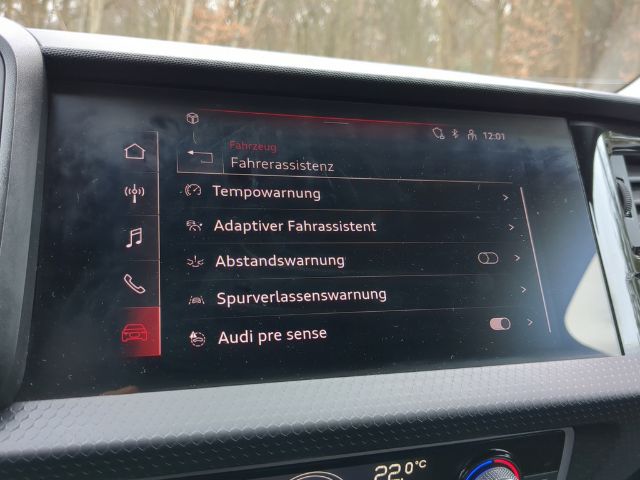 12:01
Fahrzeug
Fahrerassistenz
Tempowarnung
Adaptiver Fahrassistent
Abstandswarnung
Spurverlassenswarnung
Audi pre sense
22.0°C